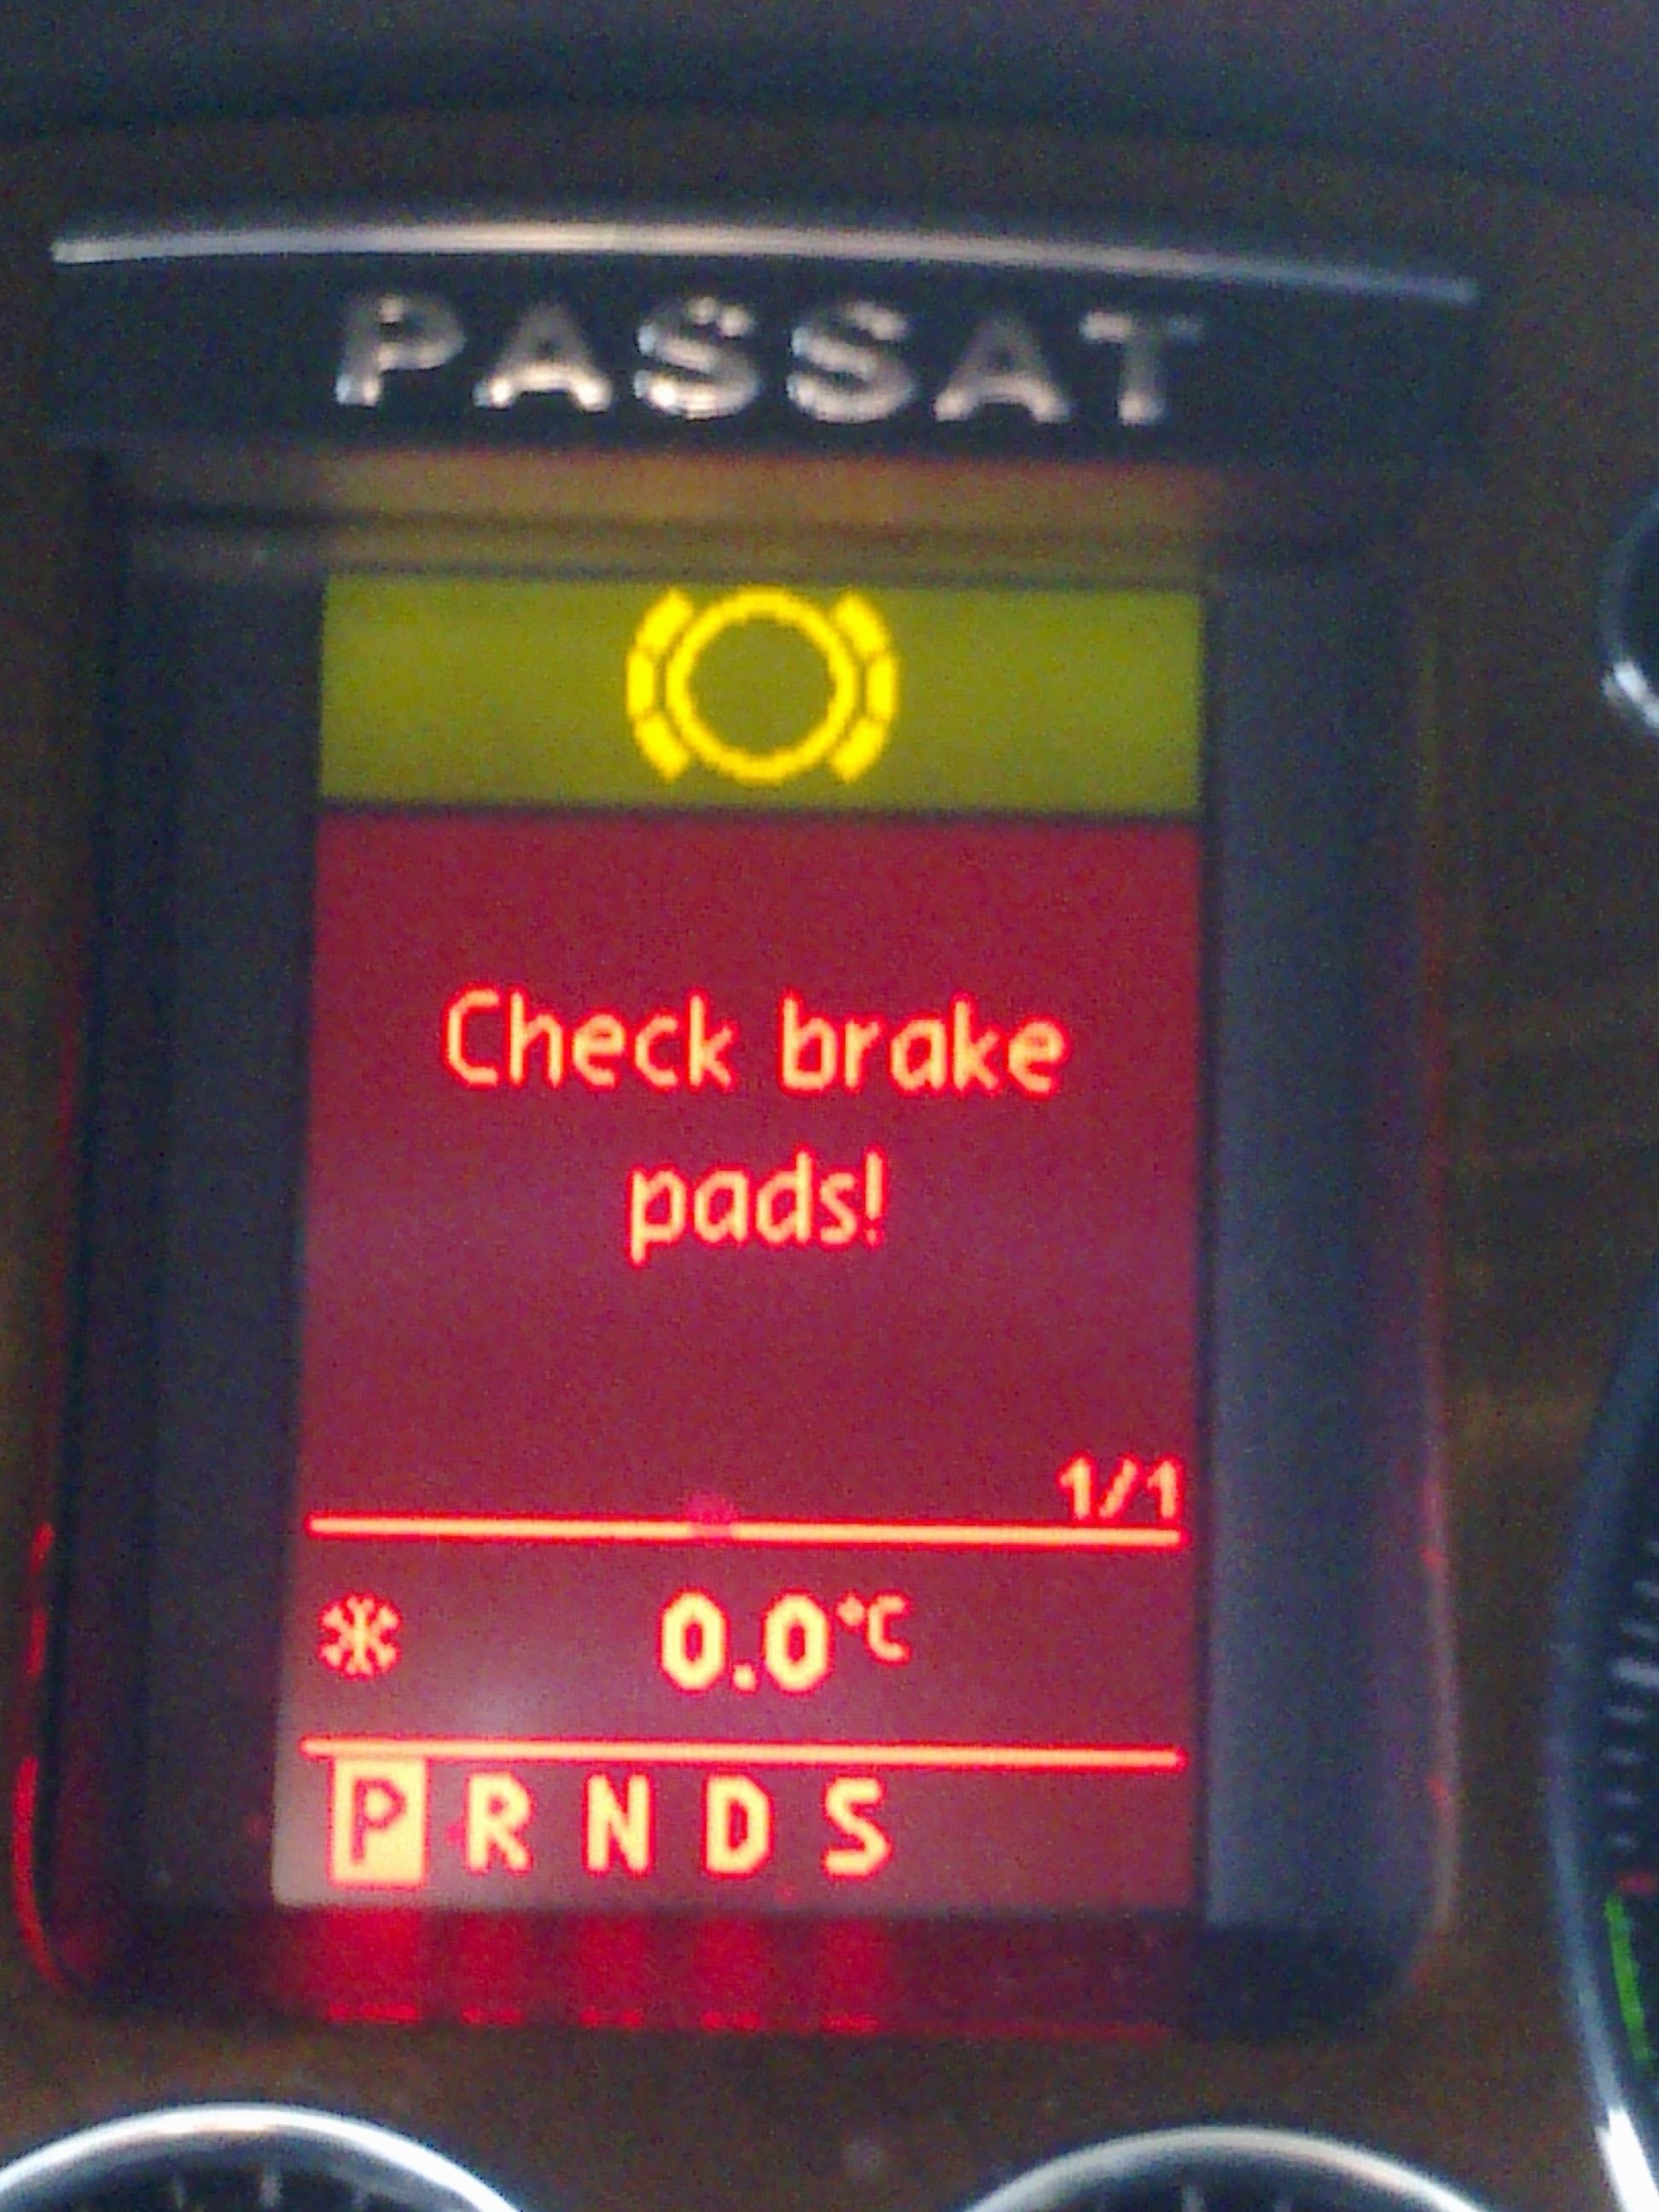 PASSAT
Check brake
pads!
1/1
0.0°C
P R N D S